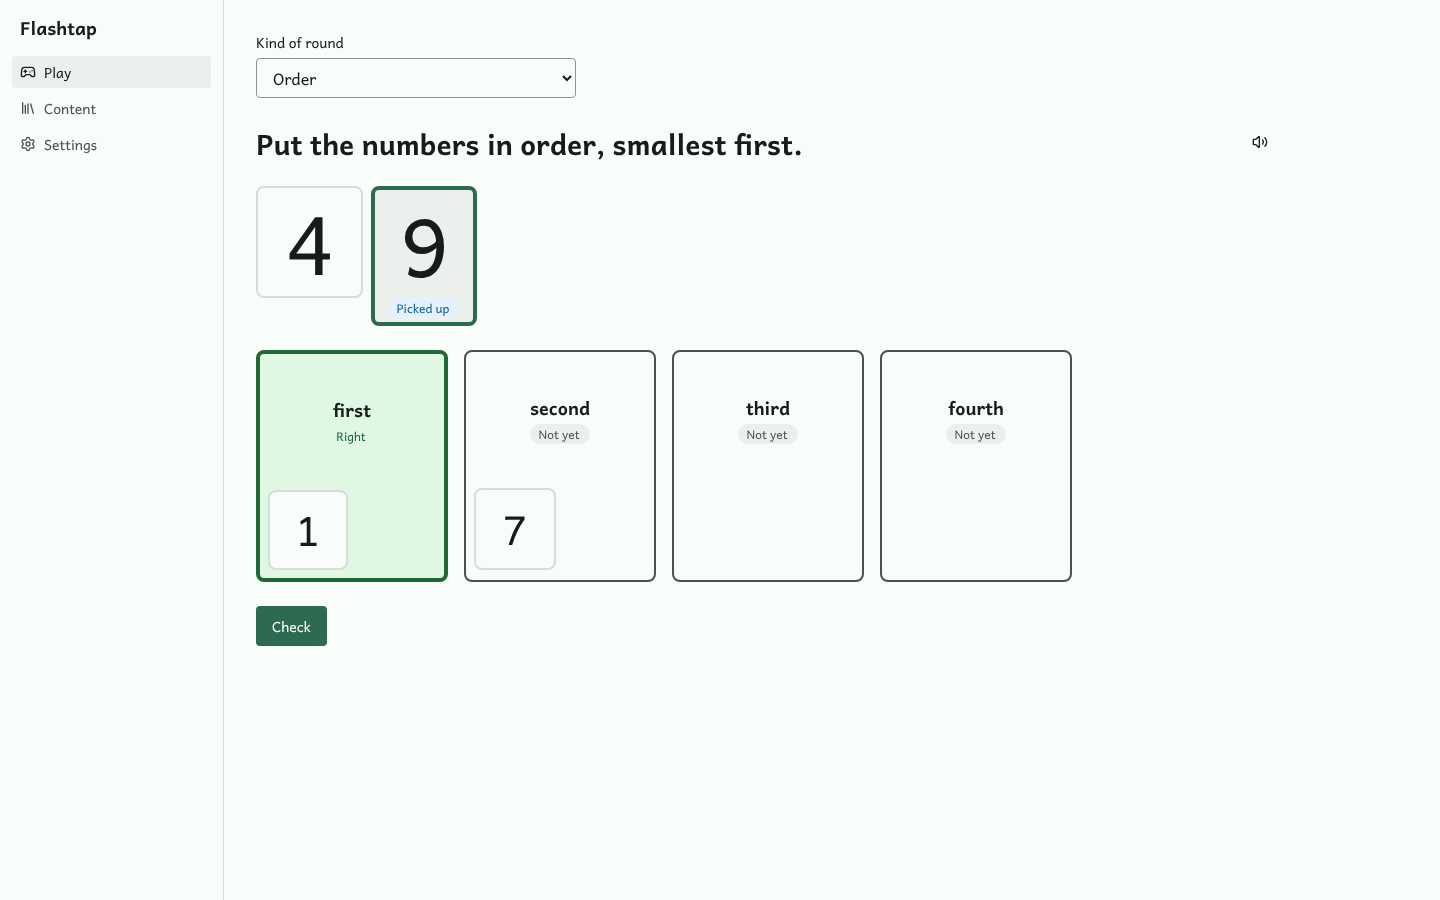 Flashtap
Play
Content
Settings
Kind of round
Order
Put the numbers in order, smallest first.
4
9
Picked up
first
Right
1
second
Not yet
7
third
Not yet
fourth
Not yet
Check